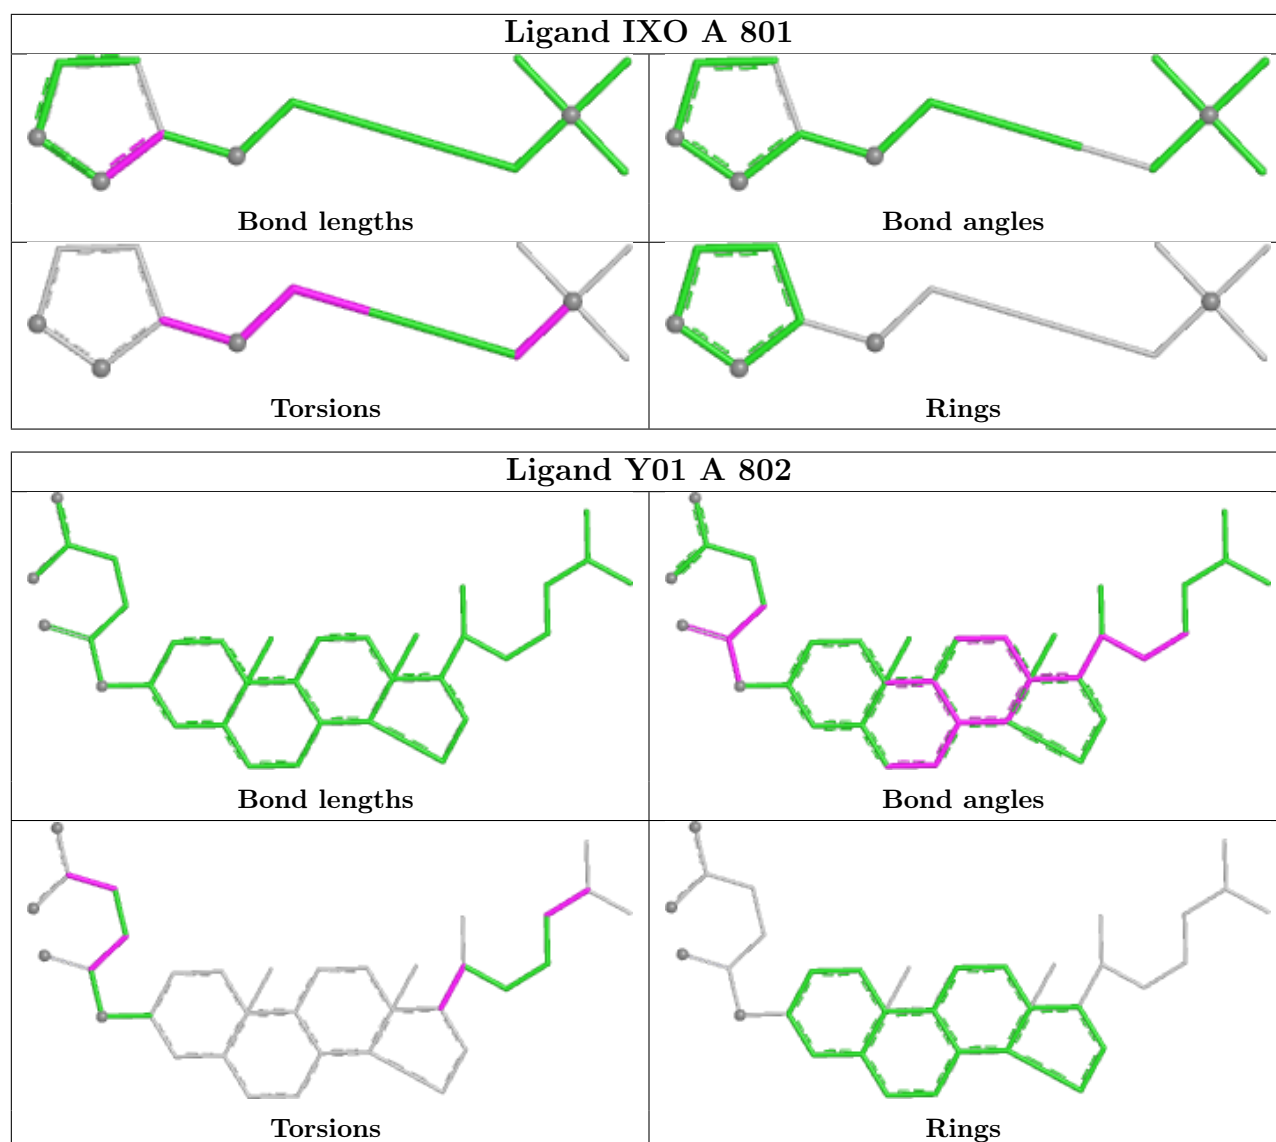 Ligand IXO A 801
Bond lengths
Bond angles
Torsions
Rings
Ligand Y01 A 802
Bond lengths
Bond angles
Torsions
Rings